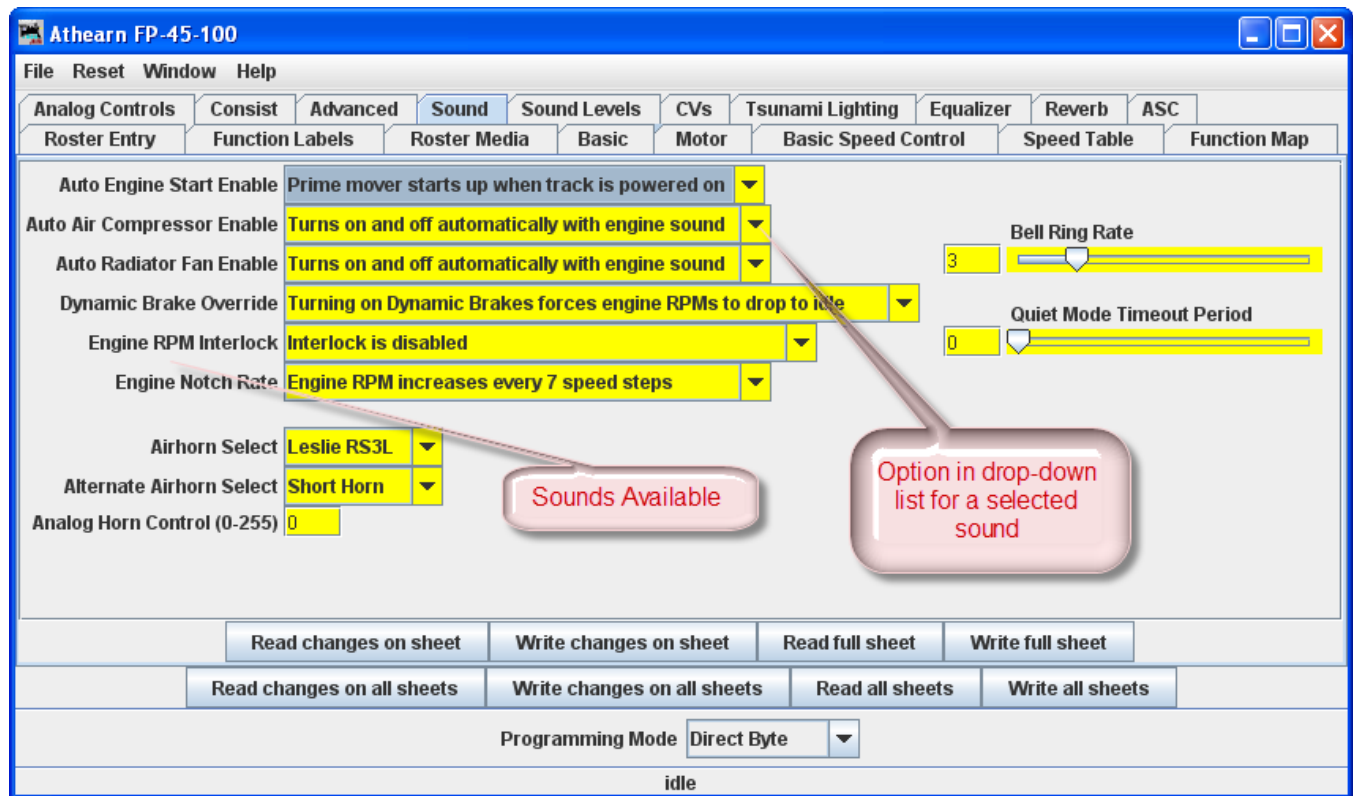 Athearn FP-45-100
File Reset Window Help
Analog Controls Consist Advanced Sound Sound Levels CVs Tsunami Lighting Equalizer Reverb ASC
Roster Entry Function Labels Roster Media Basic Motor Basic Speed Control Speed Table Function Map
Auto Engine Start Enable Prime mover starts up when track is powered on
Auto Air Compressor Enable Turns on and off automatically with engine sound
Bell Ring Rate
Auto Radiator Fan Enable Turns on and off automatically with engine sound
3
Dynamic Brake Override Turning on Dynamic Brakes forces engine RPMs to drop to idle
Quiet Mode Timeout Period
Engine RPM Interlock Interlock is disabled
0
Engine Notch Rate Engine RPM increases every 7 speed steps
Airhorn Select Leslie RS3L
Alternate Airhorn Select Short Horn
Analog Horn Control (0-255) 0
Sounds Available
Option in drop-down
list for a selected
sound
Read changes on sheet Write changes on sheet Read full sheet Write full sheet
Read changes on all sheets Write changes on all sheets Read all sheets Write all sheets
Programming Mode Direct Byte
idle